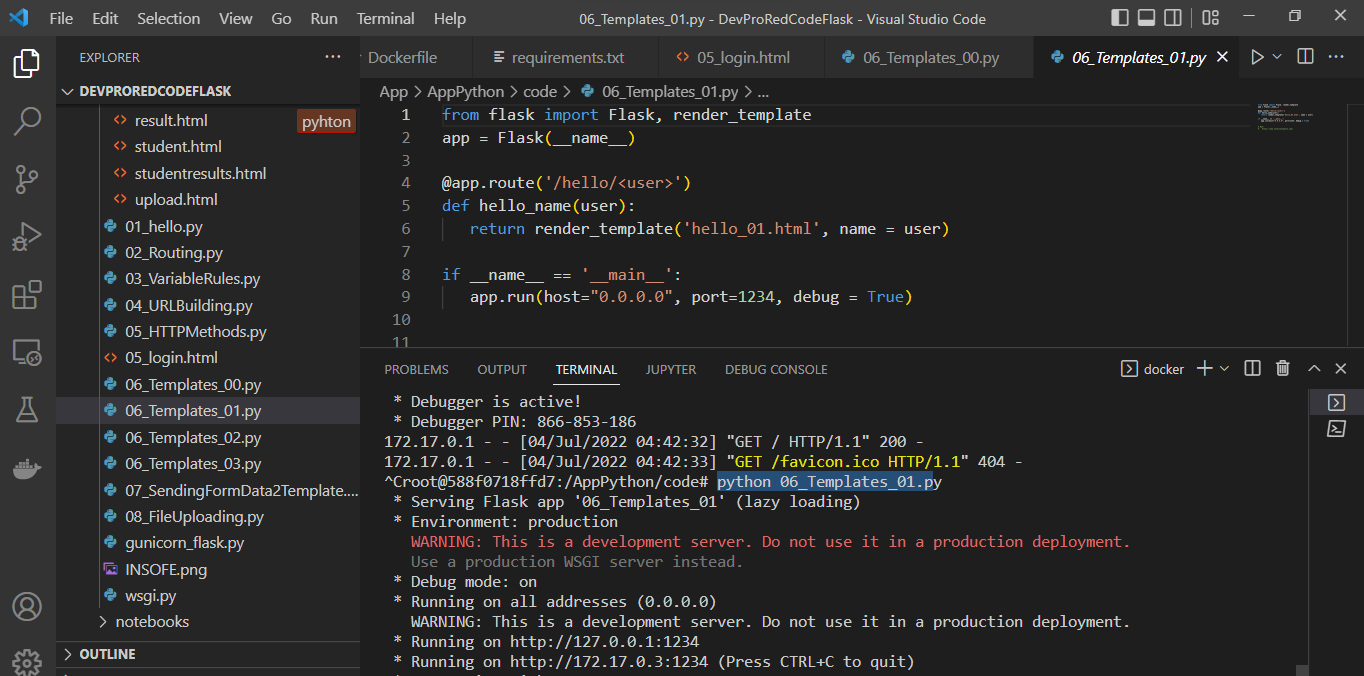 File Edit Selection View Go Run Terminal Help 06_Templates_01.py - DevProRedCodeFlask - Visual Studio Code
EXPLORER
DEVPROREDCODEFLASK
result.html
pyhton
student.html
studentresults.html
upload.html
01_hello.py
02_Routing.py
03_VariableRules.py
04_URLBuilding.py
05_HTTPMethods.py
05_login.html
06_Templates_00.py
06_Templates_01.py
06_Templates_02.py
06_Templates_03.py
07_SendingFormData2Template....
08_FileUploading.py
gunicorn_flask.py
INSOFE.png
wsgi.py
notebooks
OUTLINE
Dockerfile requirements.txt 05_login.html 06_Templates_00.py 06_Templates_01.py
App > AppPython > code > 06_Templates_01.py > ...
1 from flask import Flask, render_template
2 app = Flask(__name__)
3
4 @app.route('/hello/<user>')
5 def hello_name(user):
6 return render_template('hello_01.html', name = user)
7
8 if __name__ == '__main__':
9 app.run(host="0.0.0.0", port=1234, debug = True)
10
11
PROBLEMS OUTPUT TERMINAL JUPYTER DEBUG CONSOLE docker
* Debugger is active!
* Debugger PIN: 866-853-186
172.17.0.1 - - [04/Jul/2022 04:42:32] "GET / HTTP/1.1" 200 -
172.17.0.1 - - [04/Jul/2022 04:42:33] "GET /favicon.ico HTTP/1.1" 404 -
^Croot@588f0718ffd7:/AppPython/code# python 06_Templates_01.py
* Serving Flask app '06_Templates_01' (lazy loading)
* Environment: production
WARNING: This is a development server. Do not use it in a production deployment.
Use a production WSGI server instead.
* Debug mode: on
* Running on all addresses (0.0.0.0)
WARNING: This is a development server. Do not use it in a production deployment.
* Running on http://127.0.0.1:1234
* Running on http://172.17.0.3:1234 (Press CTRL+C to quit)